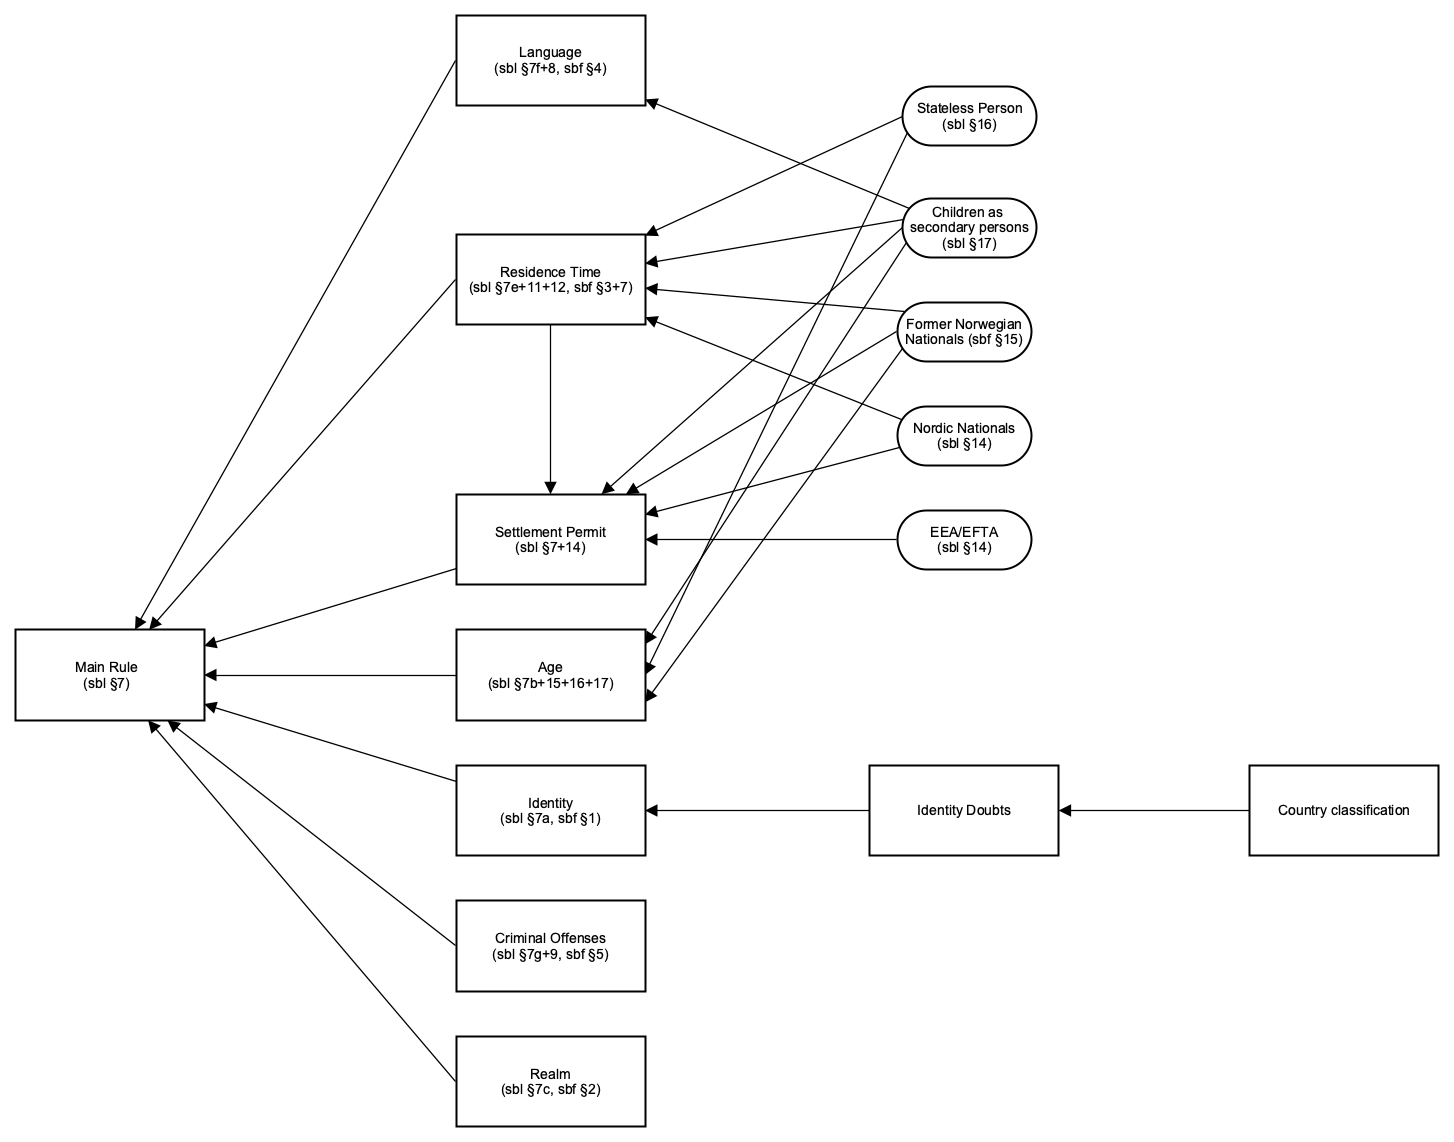 Language
(sbl §7f+8, sbf §4)
Stateless Person
(sbl §16)
Children as
secondary persons
(sbl §17)
Residence Time
(sbl §7e+11+12, sbf §3+7)
Former Norwegian
Nationals (sbf §15)
Nordic Nationals
(sbl §14)
Settlement Permit
(sbl §7+14)
EEA/EFTA
(sbl §14)
Main Rule
(sbl §7)
Age
(sbl §7b+15+16+17)
Identity
(sbl §7a, sbf §1)
Identity Doubts
Country classification
Criminal Offenses
(sbl §7g+9, sbf §5)
Realm
(sbl §7c, sbf §2)